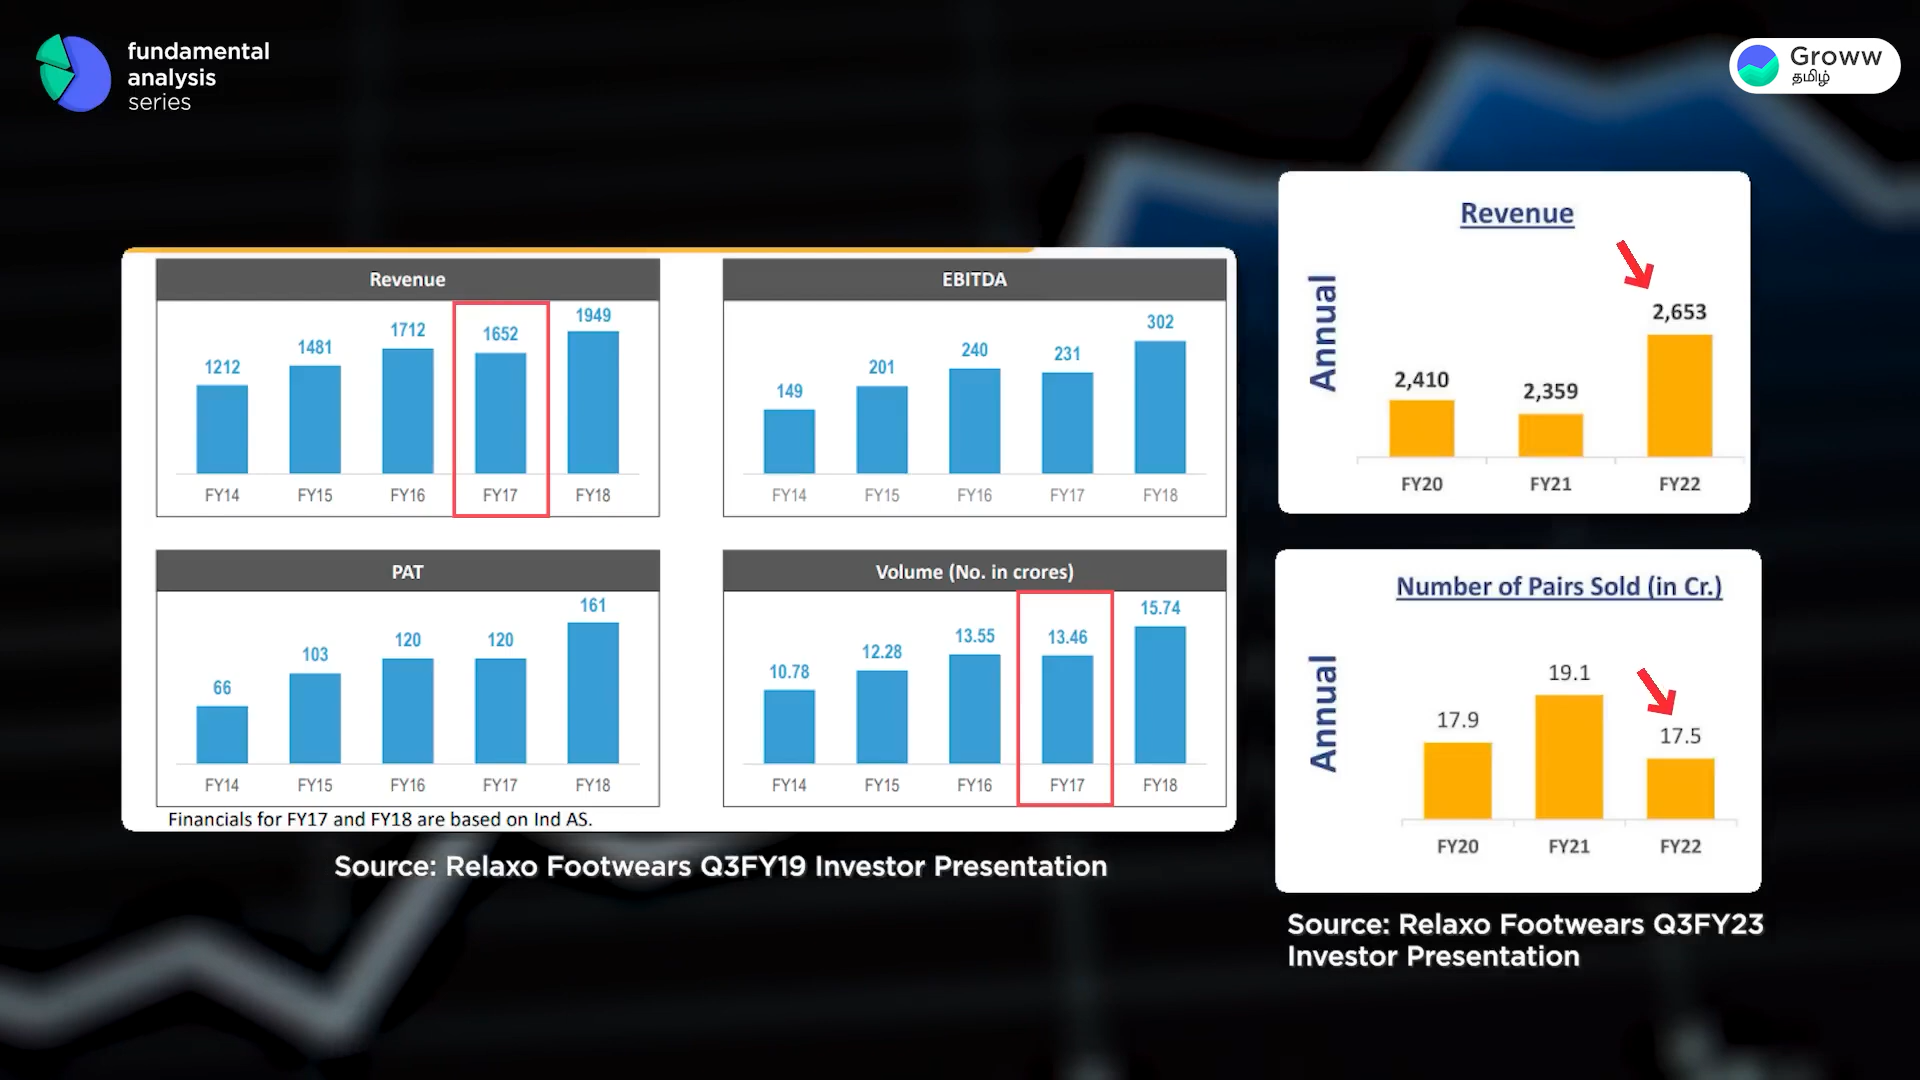 fundamental
analysis
series
Groww
தமிழ்
Revenue
1212
1481
1712
1652
1949
FY14
FY15
FY16
FY17
FY18
EBITDA
149
201
240
231
302
FY14
FY15
FY16
FY17
FY18
PAT
66
103
120
120
161
FY14
FY15
FY16
FY17
FY18
Volume (No. in crores)
10.78
12.28
13.55
13.46
15.74
FY14
FY15
FY16
FY17
FY18
Financials for FY17 and FY18 are based on Ind AS.
Source: Relaxo Footwears Q3FY19 Investor Presentation
Revenue
Annual
2,410
2,359
2,653
FY20
FY21
FY22
Number of Pairs Sold (in Cr.)
Annual
17.9
19.1
17.5
FY20
FY21
FY22
Source: Relaxo Footwears Q3FY23
Investor Presentation